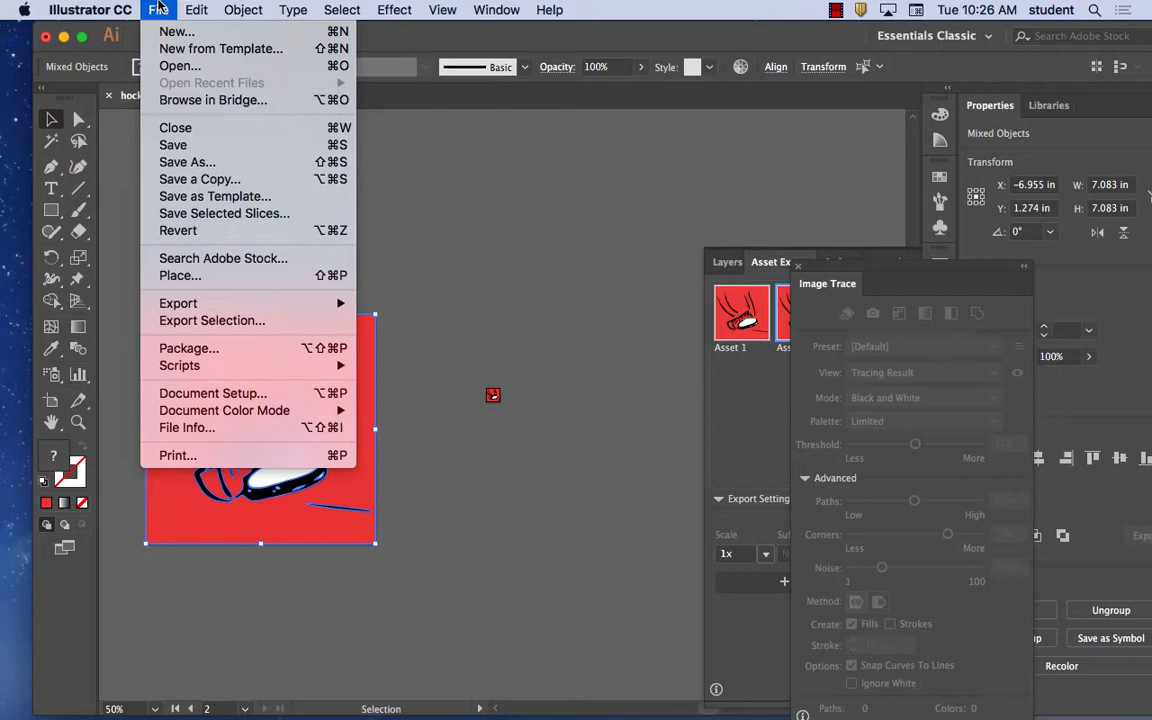 Illustrator CC File Edit Object Type Select Effect View Window Help Tue 10:26 AM student
Ai Essentials Classic Search Adobe Stock
Mixed Objects Basic Opacity: 100% Style: Align Transform
New... ⌘N
New from Template... ⇧⌘N
Open... ⌘O
Open Recent Files
Browse in Bridge... ⌥⌘O
Close ⌘W
Save ⌘S
Save As... ⇧⌘S
Save a Copy... ⌥⌘S
Save as Template...
Save Selected Slices...
Revert ⌥⌘Z
Search Adobe Stock...
Place... ⇧⌘P
Export
Export Selection...
Package... ⌥⇧⌘P
Scripts
Document Setup... ⌥⌘P
Document Color Mode
File Info... ⌥⇧⌘I
Print... ⌘P
× hock
Properties Libraries
Mixed Objects
Transform
X: -6.955 in W: 7.083 in
Y: 1.274 in H: 7.083 in
0°
100%
Layers Asset Ex
Asset 1 As
Export Setting
Scale Su
1x N
+
Image Trace
Preset: [Default]
View: Tracing Result
Mode: Black and White
Palette: Limited
Threshold:
Less More
Advanced
Paths:
Low High
Corners:
Less More
Noise:
1 100
Method:
Create: Fills Strokes
Stroke:
Options: Snap Curves To Lines
Ignore White
Paths: 0 Colors: 0
Expa
Ungroup
up Save as Symbol
Recolor
?
50% 2 Selection